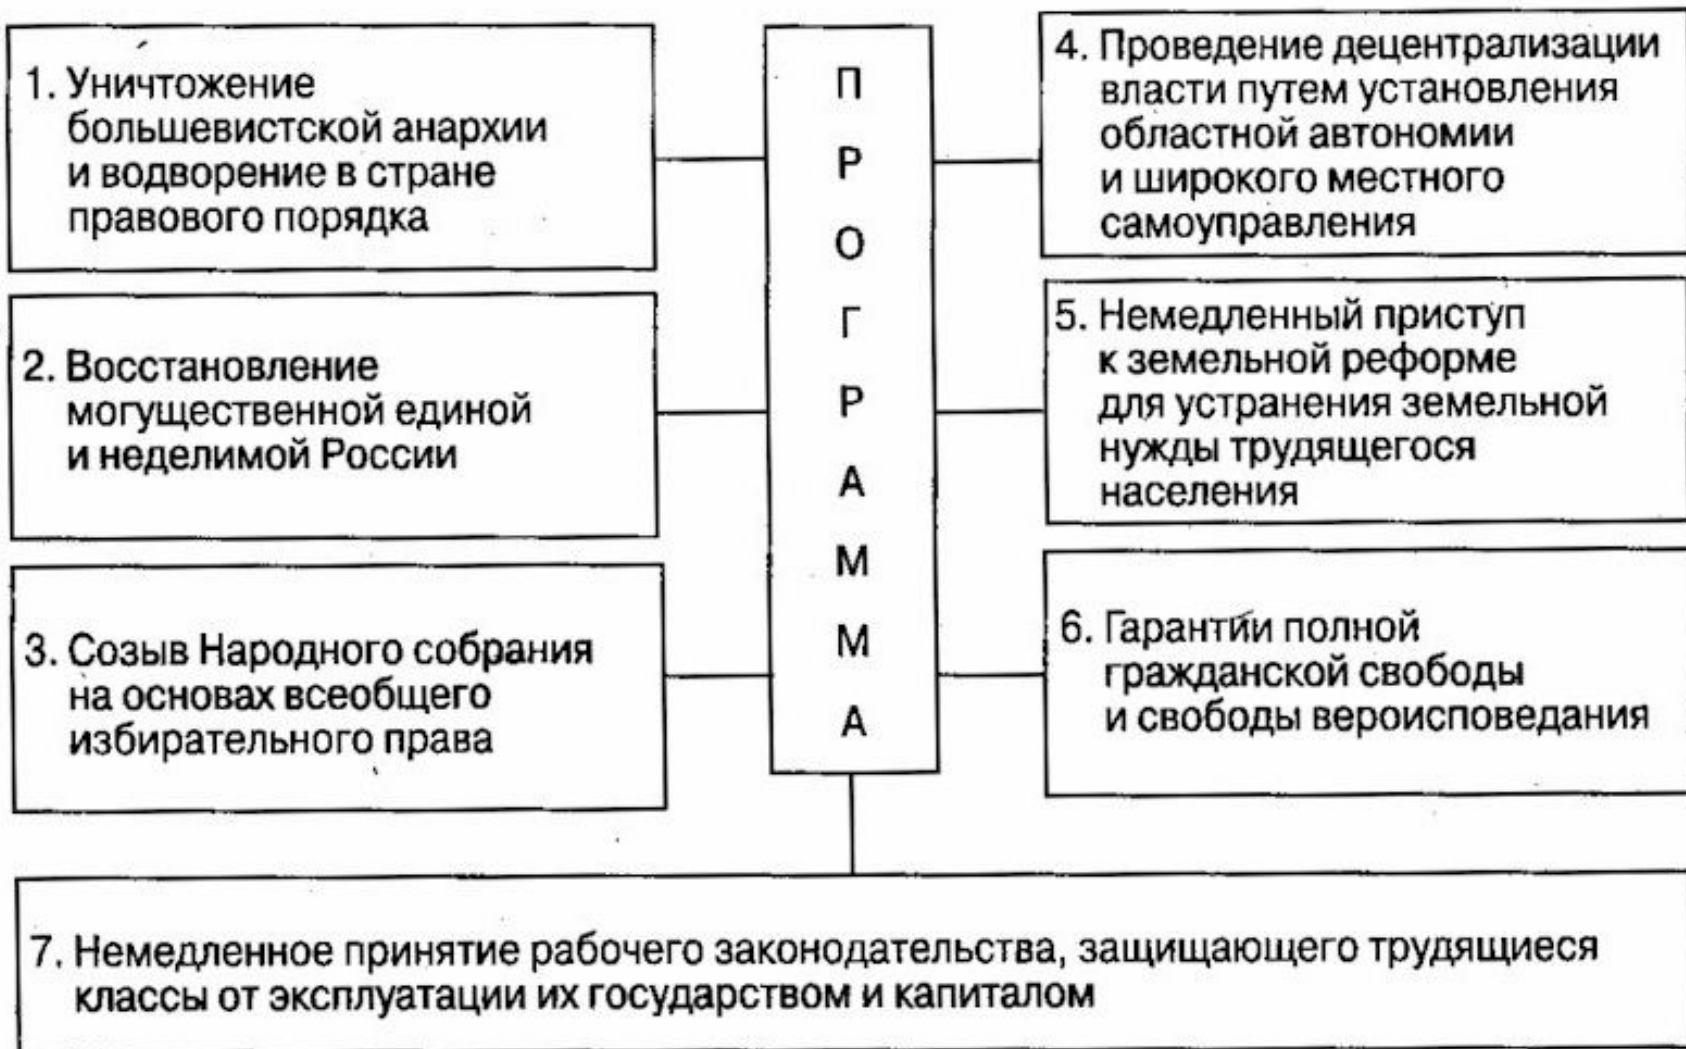 1. Уничтожение
большевистской анархии
и водворение в стране
правового порядка
2. Восстановление
могущественной единой
и неделимой России
3. Созыв Народного собрания
на основах всеобщего
избирательного права
П
Р
О
Г
Р
А
М
М
А
4. Проведение децентрализации
власти путем установления
областной автономии
и широкого местного
самоуправления
5. Немедленный приступ
к земельной реформе
для устранения земельной
нужды трудящегося
населения
6. Гарантии полной
гражданской свободы
и свободы вероисповедания
7. Немедленное принятие рабочего законодательства, защищающего трудящиеся
классы от эксплуатации их государством и капиталом